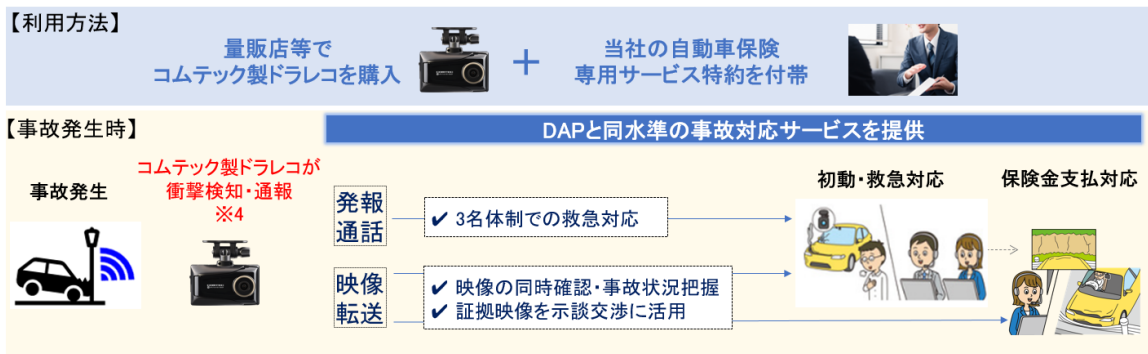 【利用方法】
量販店等で
コムテック製ドラレコを購入
+
当社の自動車保険
専用サービス特約を付帯
【事故発生時】
DAPと同水準の事故対応サービスを提供
事故発生
コムテック製ドラレコが
衝撃検知・通報
※4
発報
通話
✔ 3名体制での救急対応
映像
転送
✔ 映像の同時確認・事故状況把握
✔ 証拠映像を示談交渉に活用
初動・救急対応
保険金支払対応